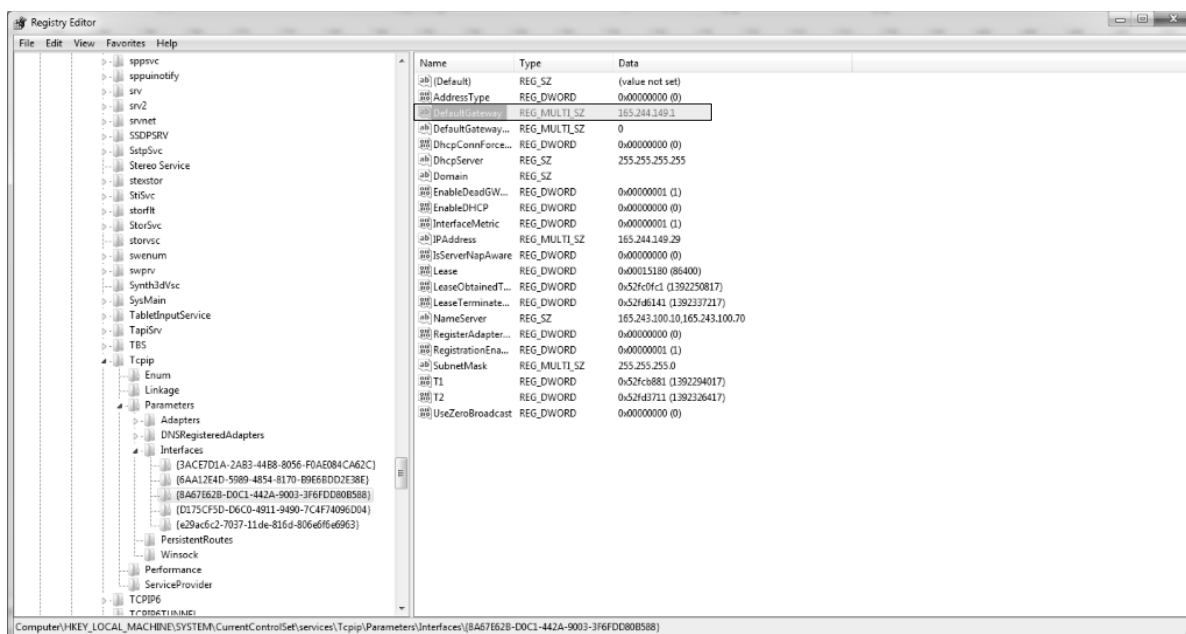 Registry Editor
File Edit View Favorites Help
sppsvc
sppuinotify
srv
srv2
srvnet
SSDPSRV
SstpSvc
Stereo Service
stexstor
StiSvc
storflt
StorSvc
storvsc
swenum
swprv
Synth3dVsc
SysMain
TabletInputService
TapiSrv
TBS
Tcpip
Enum
Linkage
Parameters
Adapters
DNSRegisteredAdapters
Interfaces
{3ACE7D1A-2AB3-44B8-8056-F0AE084CA62C}
{6AA12E4D-5989-4854-8170-B9E6BDD2E38E}
{8A67E62B-D0C1-442A-9003-3F6FDD80B588}
{D175CF5D-D6C0-4911-9490-7C4F74096D04}
{e29ac6c2-7037-11de-816d-806e6f6e6963}
PersistentRoutes
Winsock
Performance
ServiceProvider
TCPIP6
TCPIP6TUNNEL
Name Type Data
(Default) REG_SZ (value not set)
AddressType REG_DWORD 0x00000000 (0)
DefaultGateway REG_MULTI_SZ 165.244.149.1
DefaultGateway... REG_MULTI_SZ 0
DhcpConnForce... REG_DWORD 0x00000000 (0)
DhcpServer REG_SZ 255.255.255.255
Domain REG_SZ
EnableDeadGW... REG_DWORD 0x00000001 (1)
EnableDHCP REG_DWORD 0x00000000 (0)
InterfaceMetric REG_DWORD 0x00000001 (1)
IPAddress REG_MULTI_SZ 165.244.149.29
IsServerNapAware REG_DWORD 0x00000000 (0)
Lease REG_DWORD 0x00015180 (86400)
LeaseObtainedT... REG_DWORD 0x52fc0fc1 (1392250817)
LeaseTerminate... REG_DWORD 0x52fd6141 (1392337217)
NameServer REG_SZ 165.243.100.10,165.243.100.70
RegisterAdapter... REG_DWORD 0x00000000 (0)
RegistrationEna... REG_DWORD 0x00000001 (1)
SubnetMask REG_MULTI_SZ 255.255.255.0
T1 REG_DWORD 0x52fcb881 (1392294017)
T2 REG_DWORD 0x52fd3711 (1392326417)
UseZeroBroadcast REG_DWORD 0x00000000 (0)
Computer\HKEY_LOCAL_MACHINE\SYSTEM\CurrentControlSet\services\Tcpip\Parameters\Interfaces\{8A67E62B-D0C1-442A-9003-3F6FDD80B588}